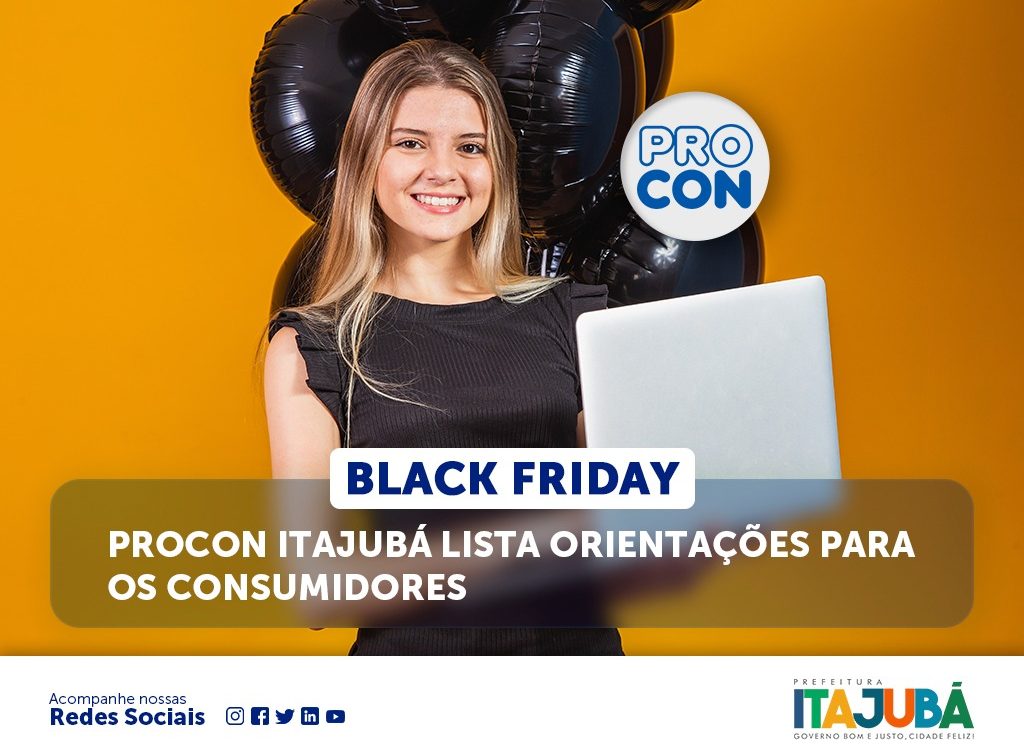 PRO
CON
BLACK FRIDAY
PROCON ITAJUBÁ LISTA ORIENTAÇÕES PARA
OS CONSUMIDORES
Acompanhe nossas
Redes Sociais
PREFEITURA
ITAJUBÁ
GOVERNO BOM E JUSTO, CIDADE FELIZ!